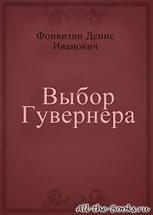 Фонвизин Денис
Иванович
Выбор
Гувернера
All-the-Books.ru